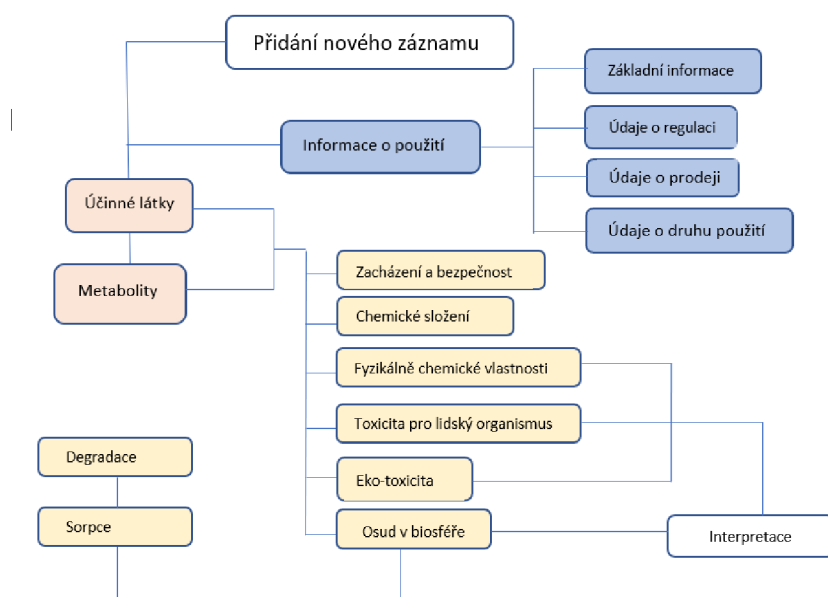 Přidání nového záznamu
Základní informace
Informace o použití
Údaje o regulaci
Údaje o prodeji
Údaje o druhu použití
Účinné látky
Metabolity
Zacházení a bezpečnost
Chemické složení
Fyzikálně chemické vlastnosti
Toxicita pro lidský organismus
Eko-toxicita
Osud v biosféře
Degradace
Sorpce
Interpretace